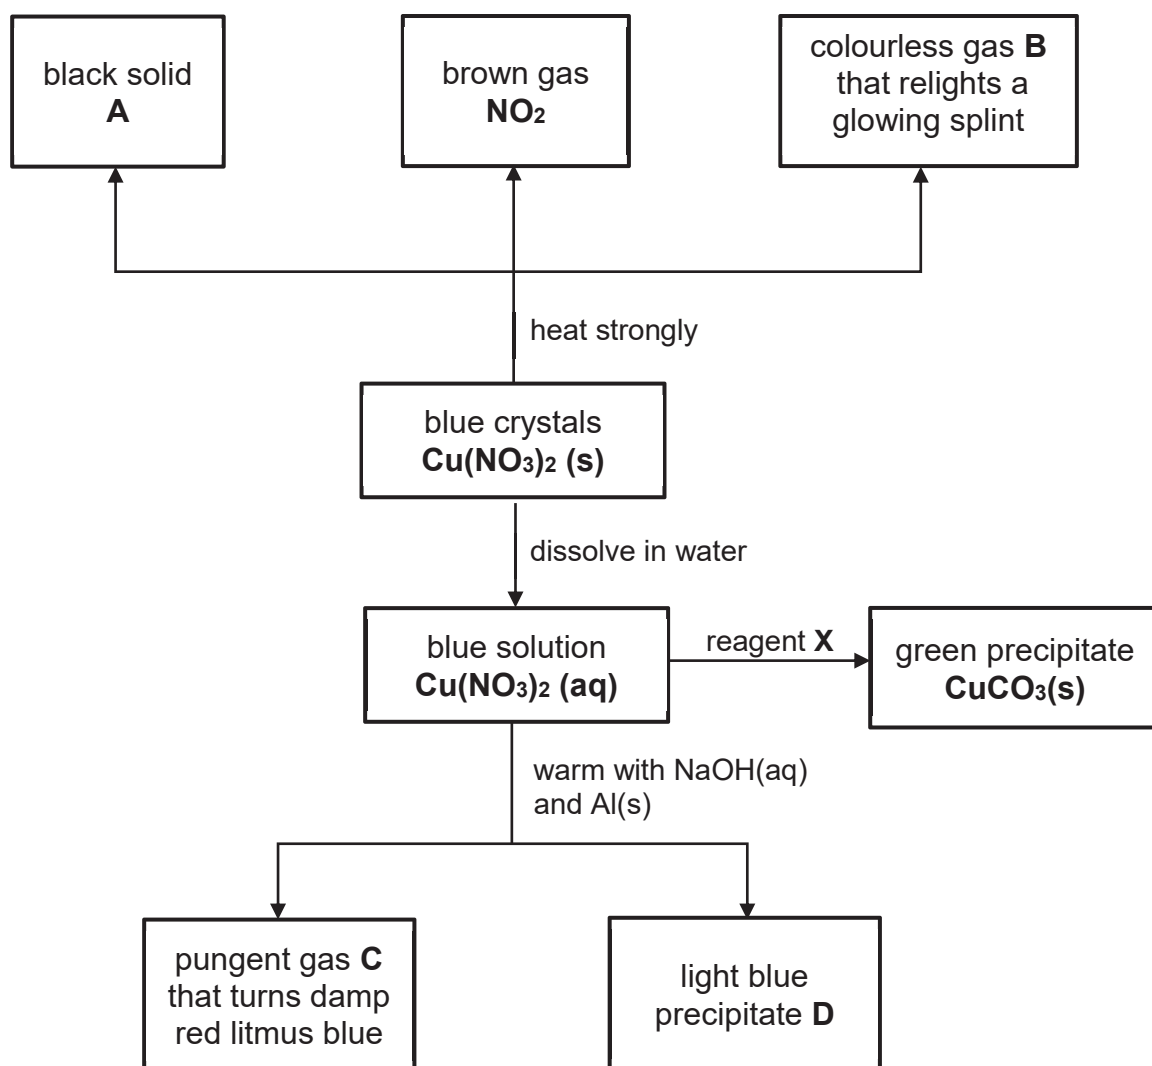 black solid
A
brown gas
NO₂
colourless gas B
that relights a
glowing splint
heat strongly
blue crystals
Cu(NO₃)₂ (s)
dissolve in water
blue solution
Cu(NO₃)₂ (aq)
reagent X
green precipitate
CuCO₃(s)
warm with NaOH(aq)
and Al(s)
pungent gas C
that turns damp
red litmus blue
light blue
precipitate D